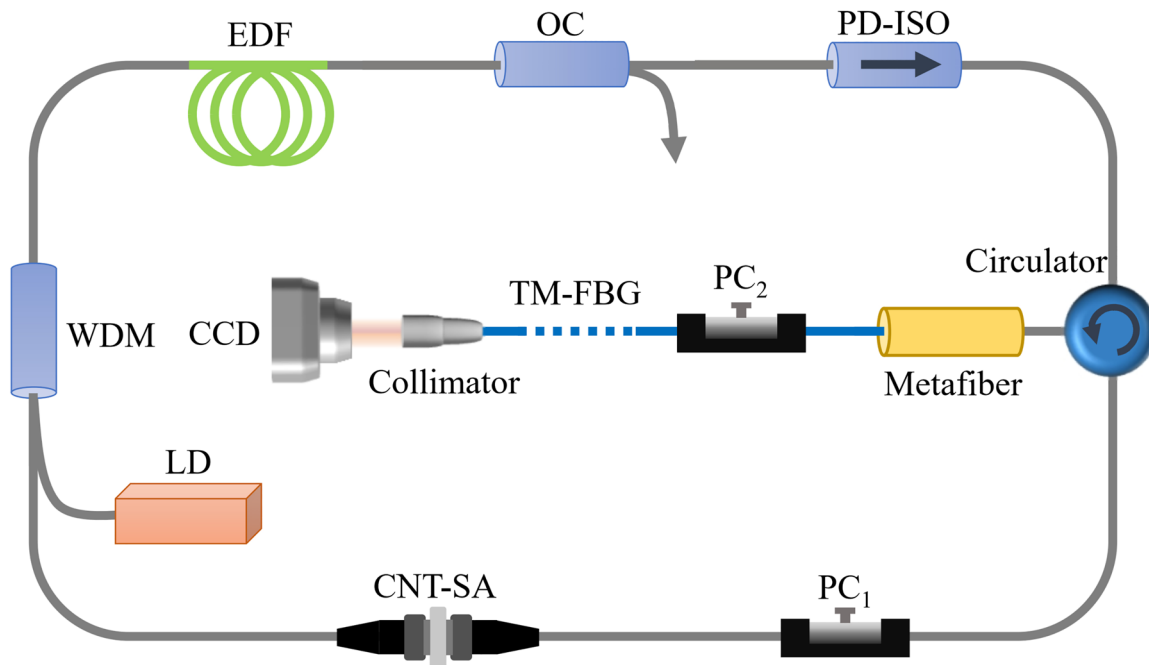 EDF
OC
PD-ISO
Circulator
PC₂
TM-FBG
WDM
CCD
Collimator
Metafiber
LD
CNT-SA
PC₁